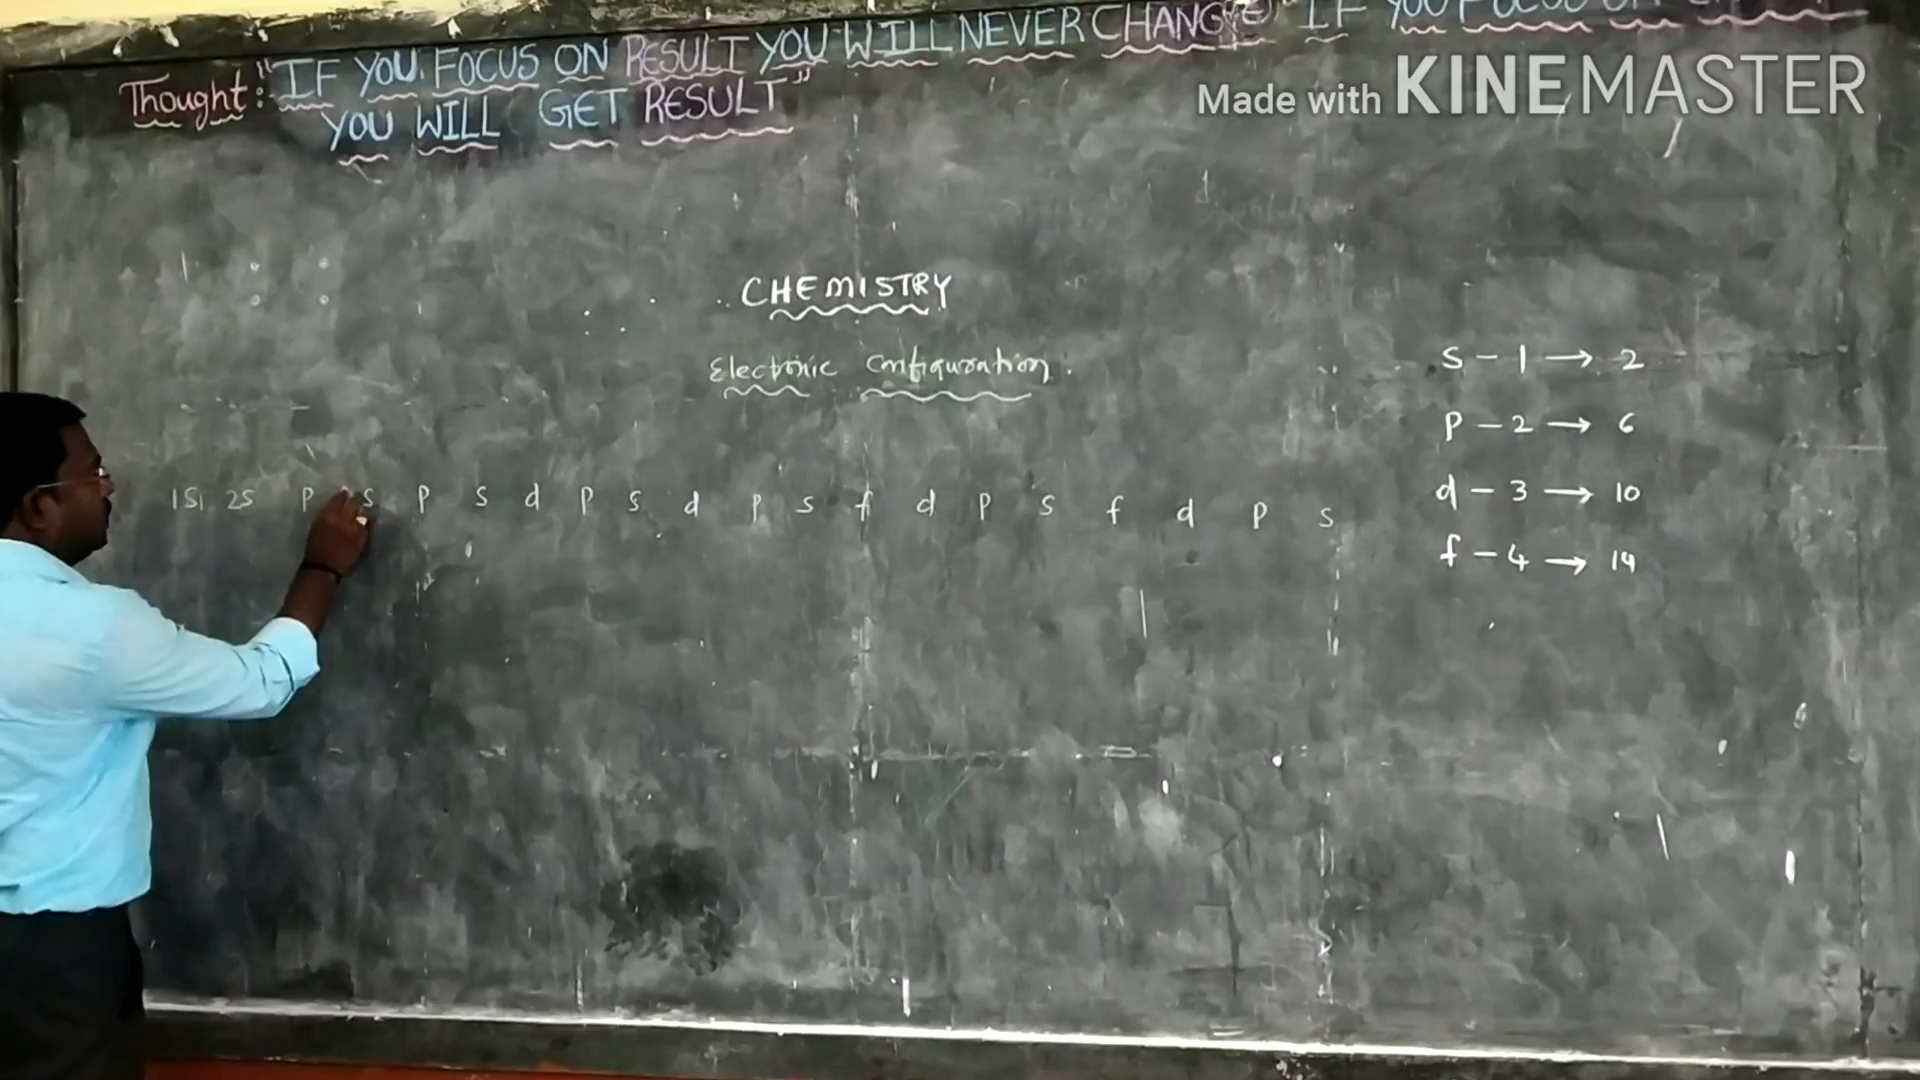 Thought:- "IF YOU FOCUS ON RESULT YOU WILL NEVER CHANGE "IF YOU FOCUS ON
YOU WILL GET RESULT"
Made with KINEMASTER
CHEMISTRY
Electronic Configuration.
1s, 2s p s p s d p s d p s f d p s f d p s
s - 1 → 2
p - 2 → 6
d - 3 → 10
f - 4 → 14